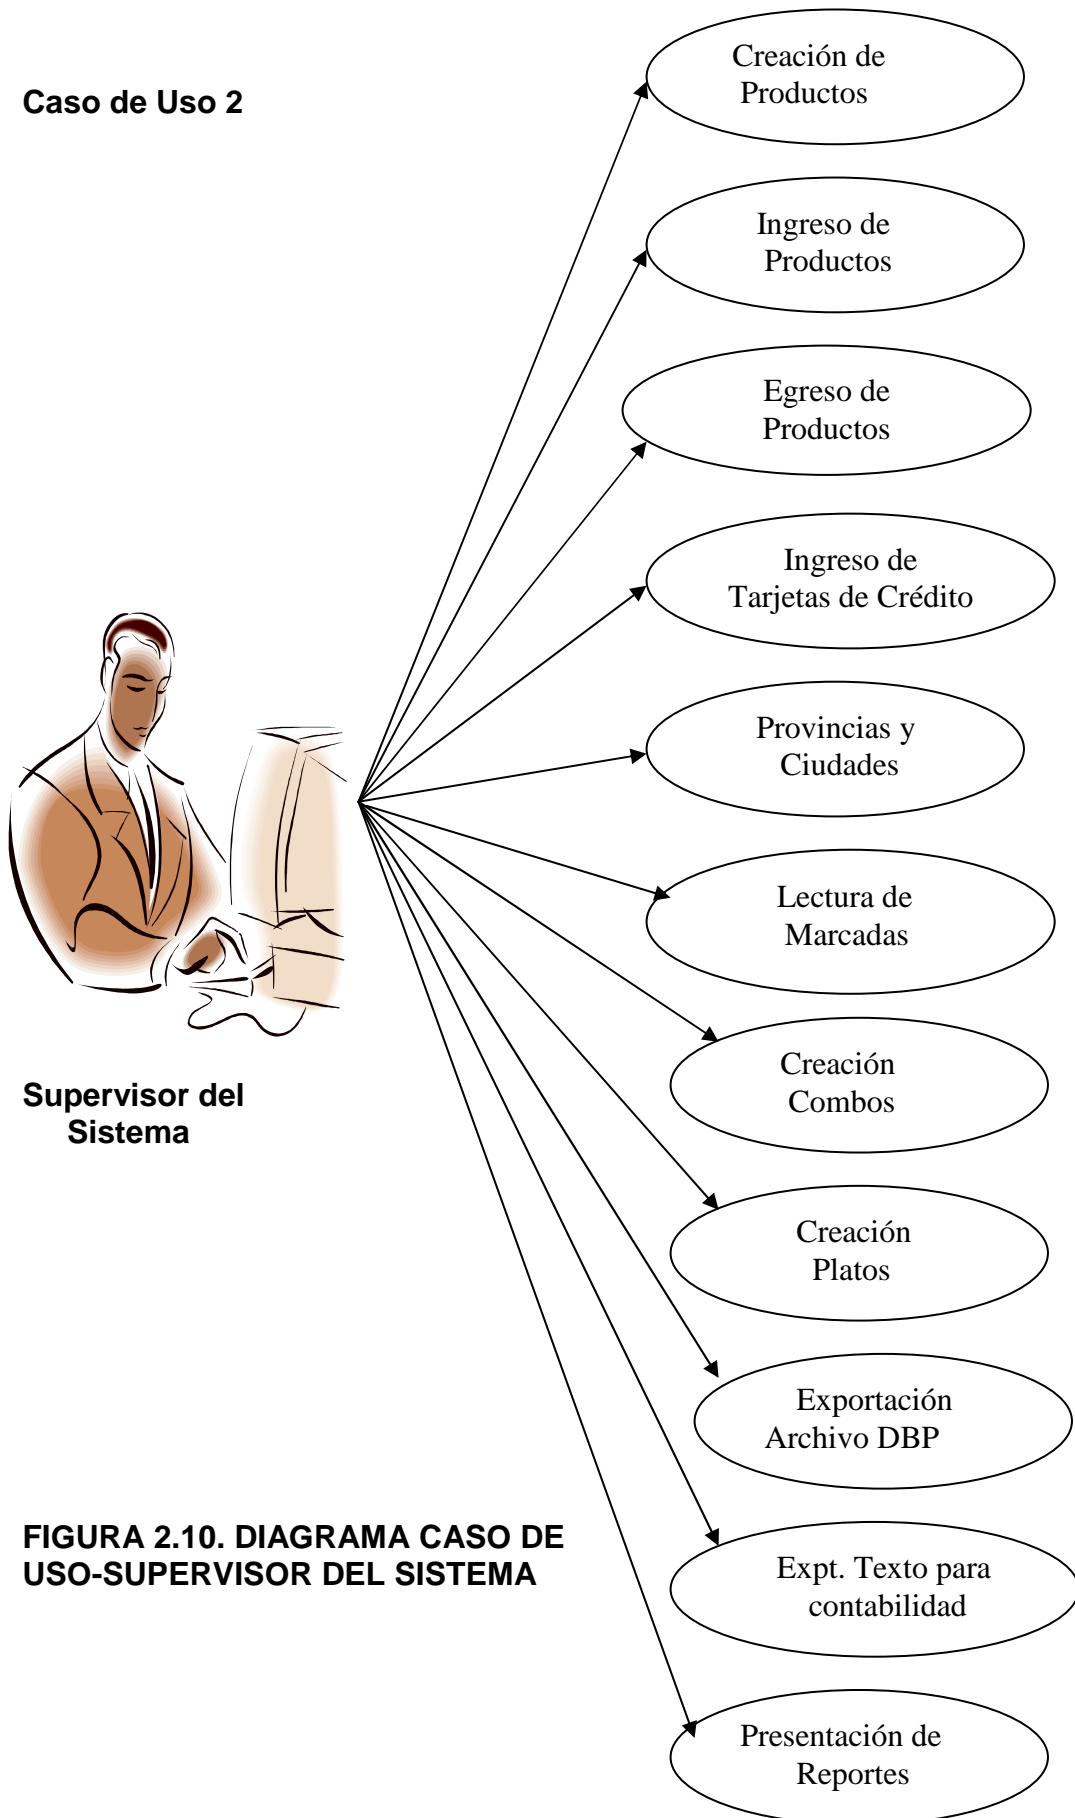 Caso de Uso 2
Creación de
Productos
Ingreso de
Productos
Egreso de
Productos
Ingreso de
Tarjetas de Crédito
Provincias y
Ciudades
Lectura de
Marcadas
Supervisor del
Sistema
Creación
Combos
Creación
Platos
Exportación
Archivo DBP
FIGURA 2.10. DIAGRAMA CASO DE
USO-SUPERVISOR DEL SISTEMA
Expt. Texto para
contabilidad
Presentación de
Reportes